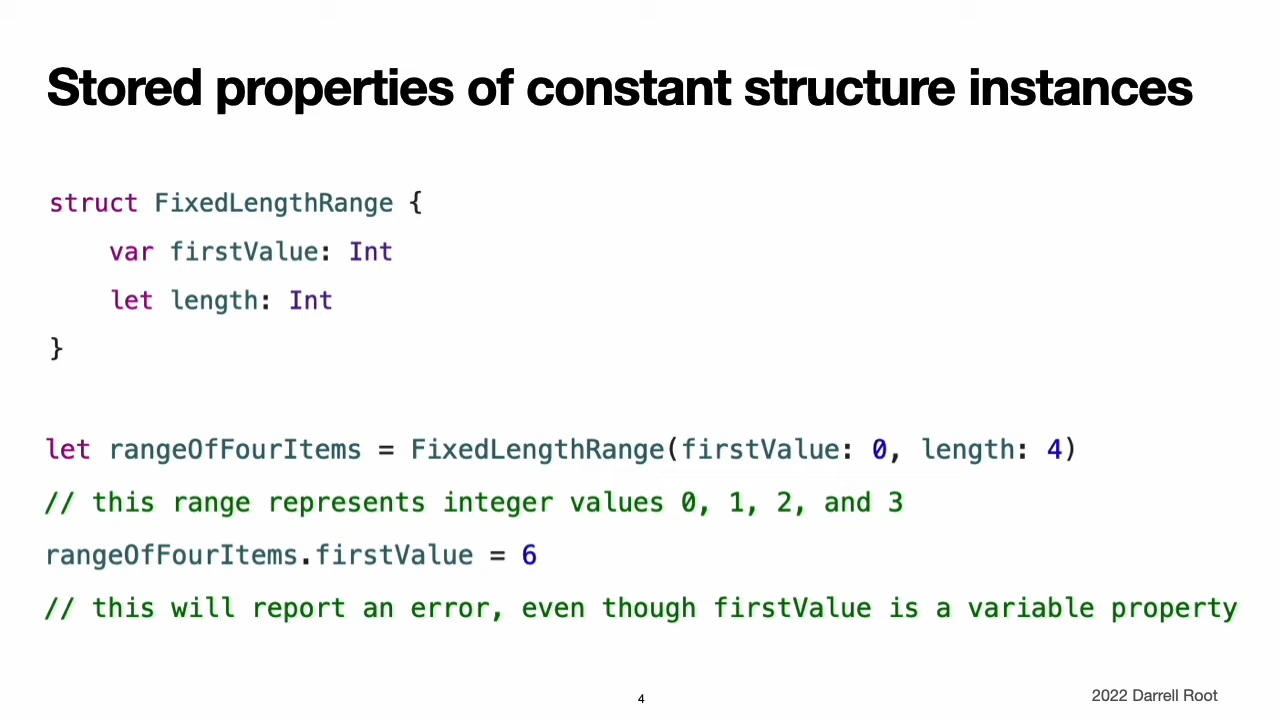 Stored properties of constant structure instances
struct FixedLengthRange {
    var firstValue: Int
    let length: Int
}
let rangeOfFourItems = FixedLengthRange(firstValue: 0, length: 4)
// this range represents integer values 0, 1, 2, and 3
rangeOfFourItems.firstValue = 6
// this will report an error, even though firstValue is a variable property
4
2022 Darrell Root